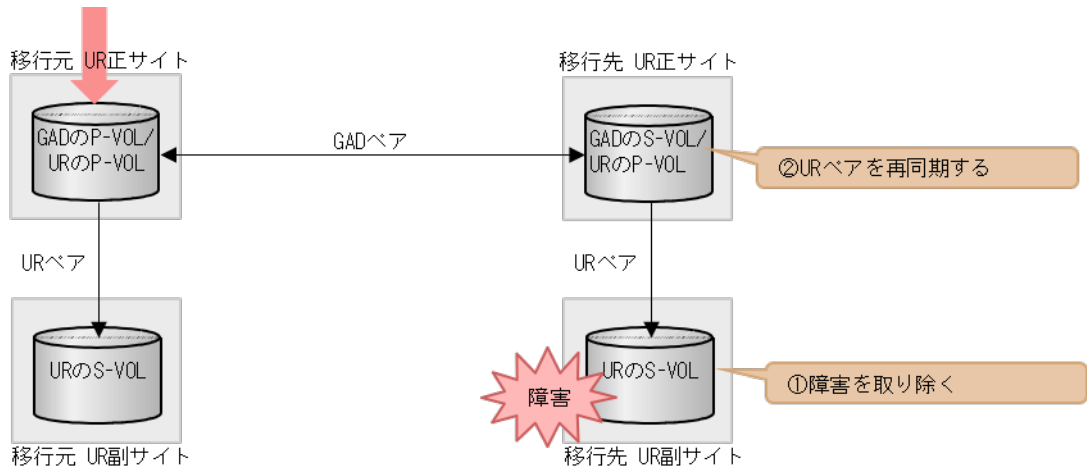 移行元 UR正サイト
移行先 UR正サイト
GADのP-VOL/
URのP-VOL
GADペア
GADのS-VOL/
URのP-VOL
②URペアを再同期する
URペア
URペア
URのS-VOL
障害
URのS-VOL
①障害を取り除く
移行元 UR副サイト
移行先 UR副サイト